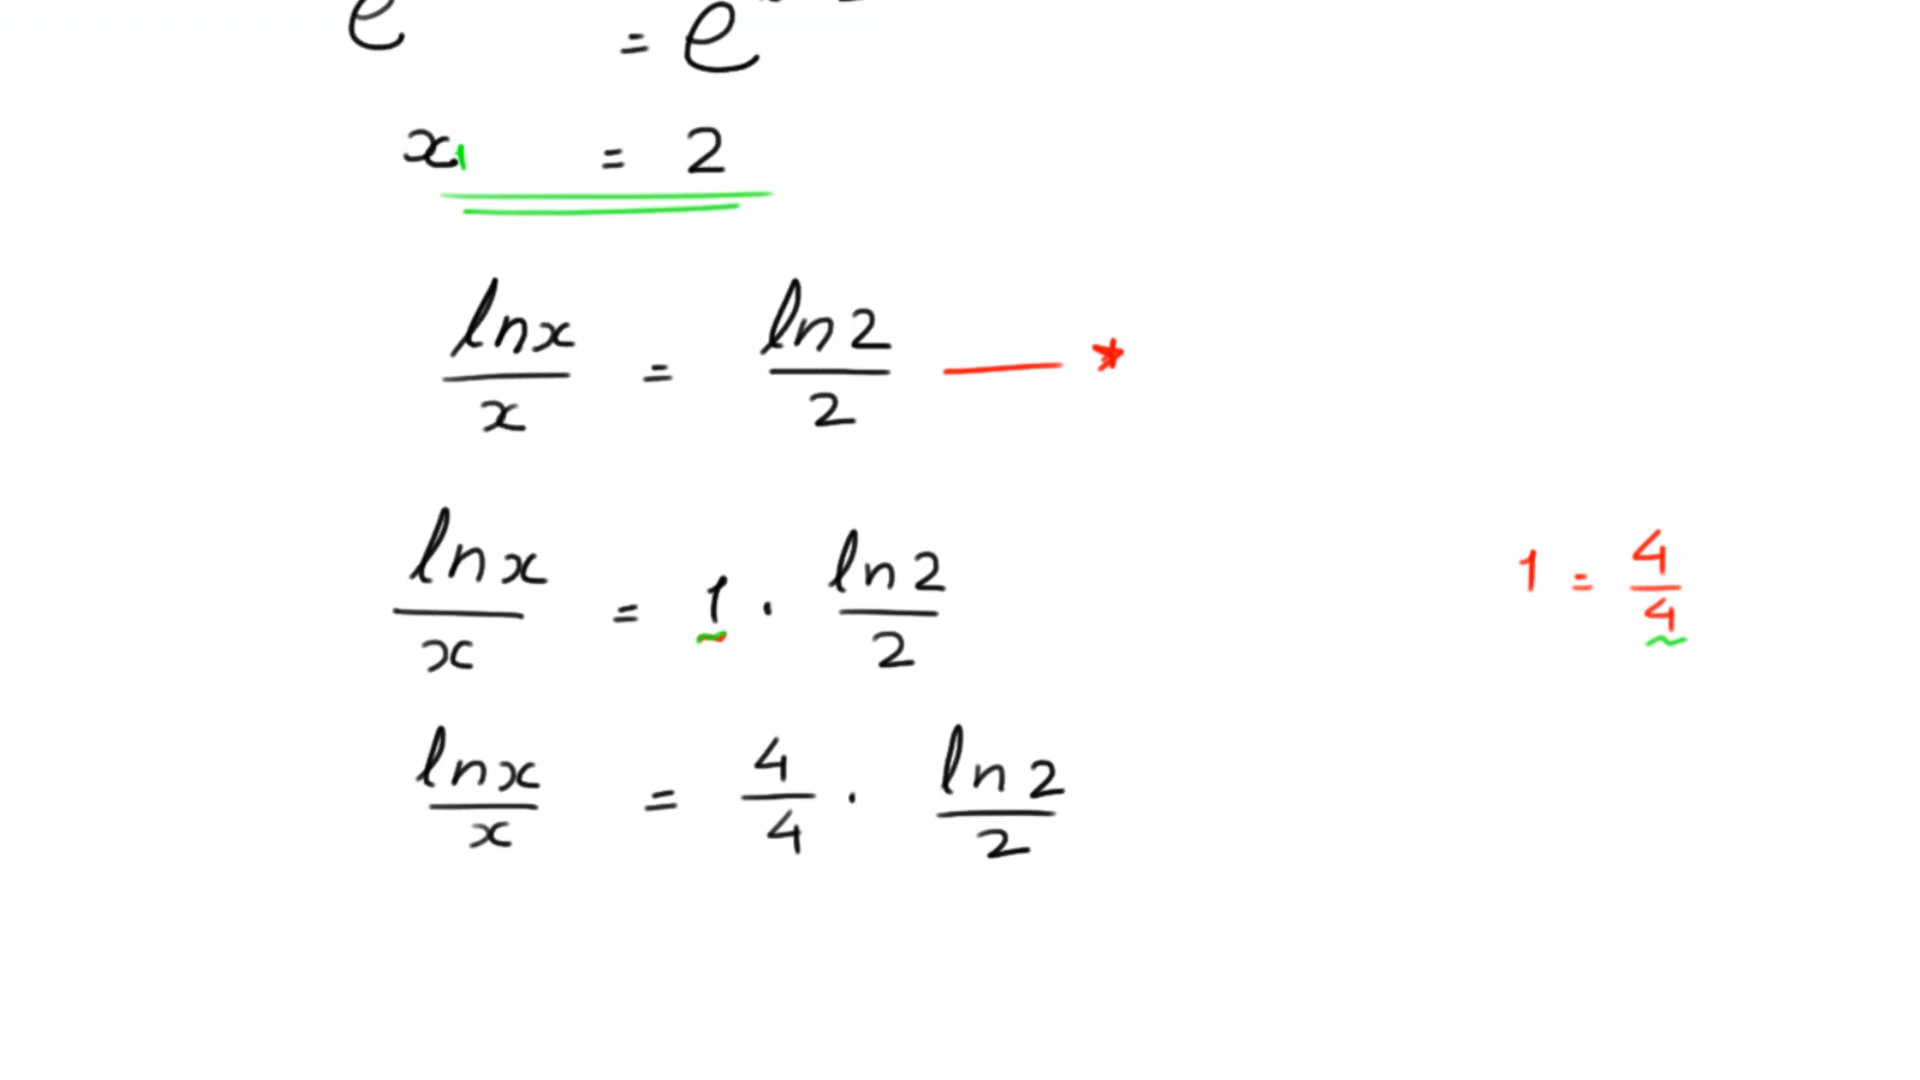 e = e
x₁ = 2
ln x / x = ln 2 / 2 — *
ln x / x = 1 · ln 2 / 2    1 = 4/4
ln x / x = 4/4 · ln 2 / 2